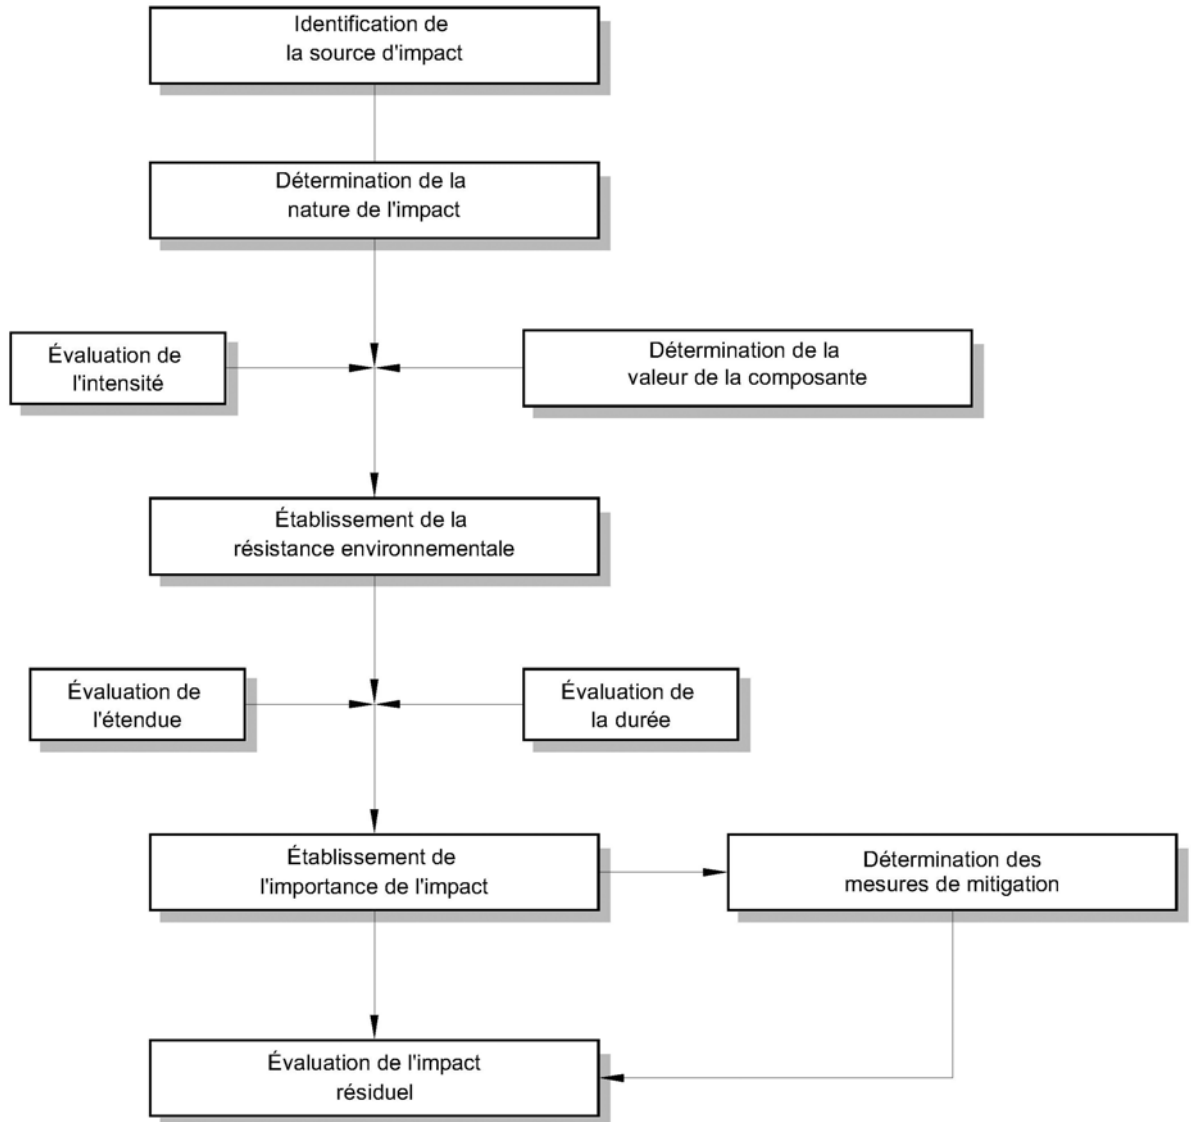 Identification de
la source d'impact
Détermination de la
nature de l'impact
Évaluation de
l'intensité
Détermination de la
valeur de la composante
Établissement de la
résistance environnementale
Évaluation de
l'étendue
Évaluation de
la durée
Établissement de
l'importance de l'impact
Détermination des
mesures de mitigation
Évaluation de l'impact
résiduel